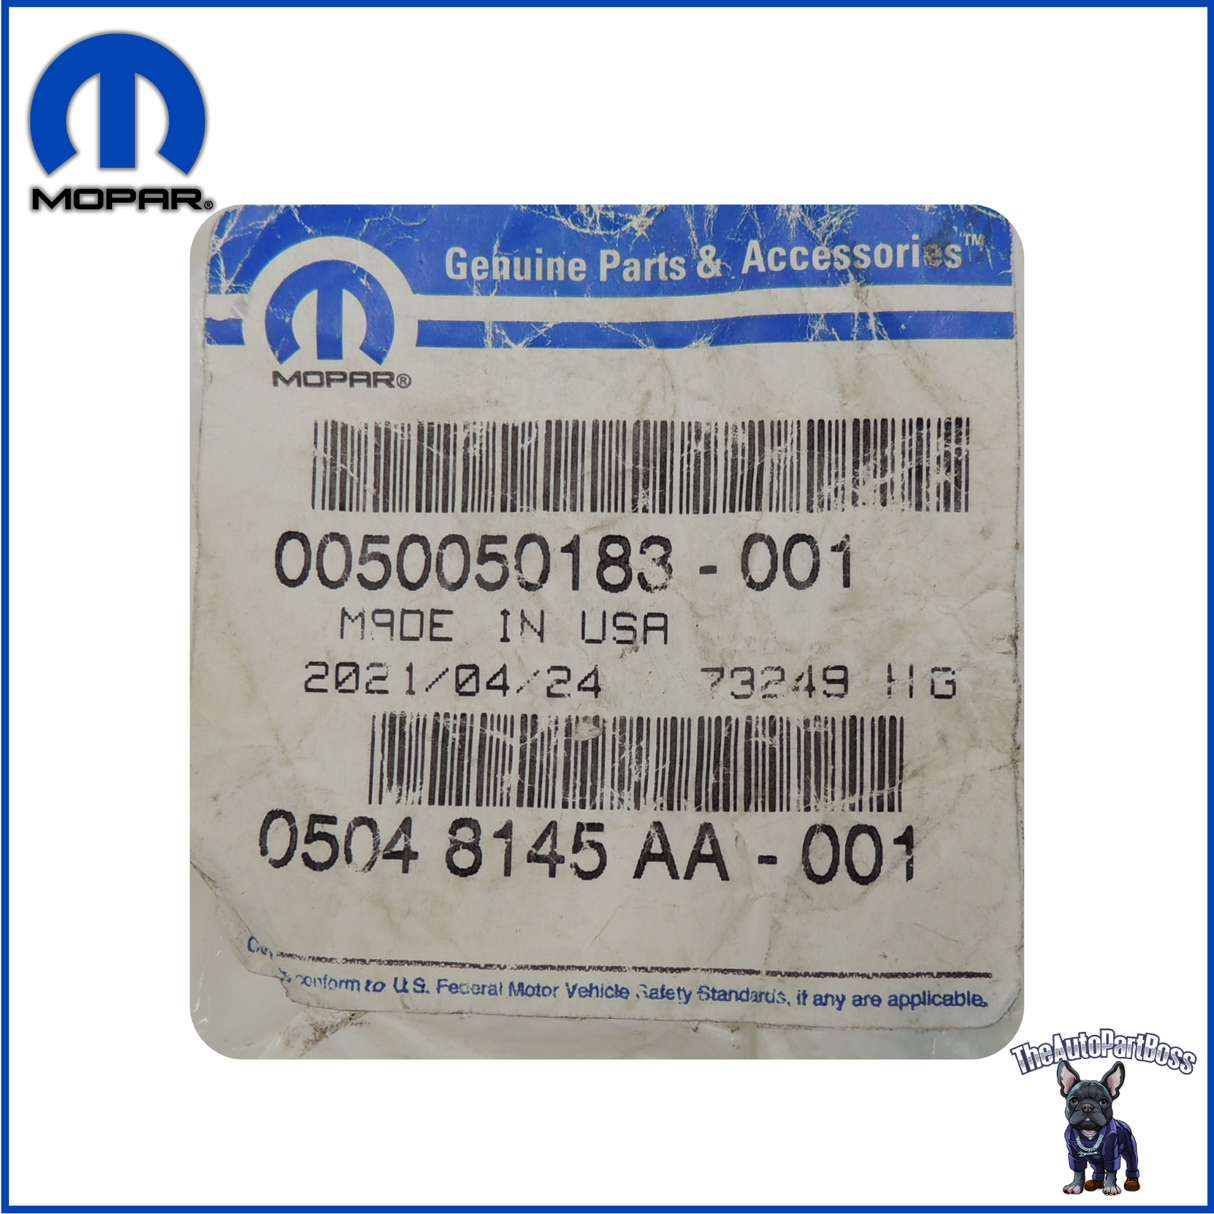 MOPAR®
Genuine Parts & Accessories™
MOPAR®
0050050183 - 001
MADE IN USA
2021/04/24 73249 HG
0504 8145 AA - 001
conform to U.S. Federal Motor Vehicle Safety Standards, if any are applicable.
TheAutoPartBoss